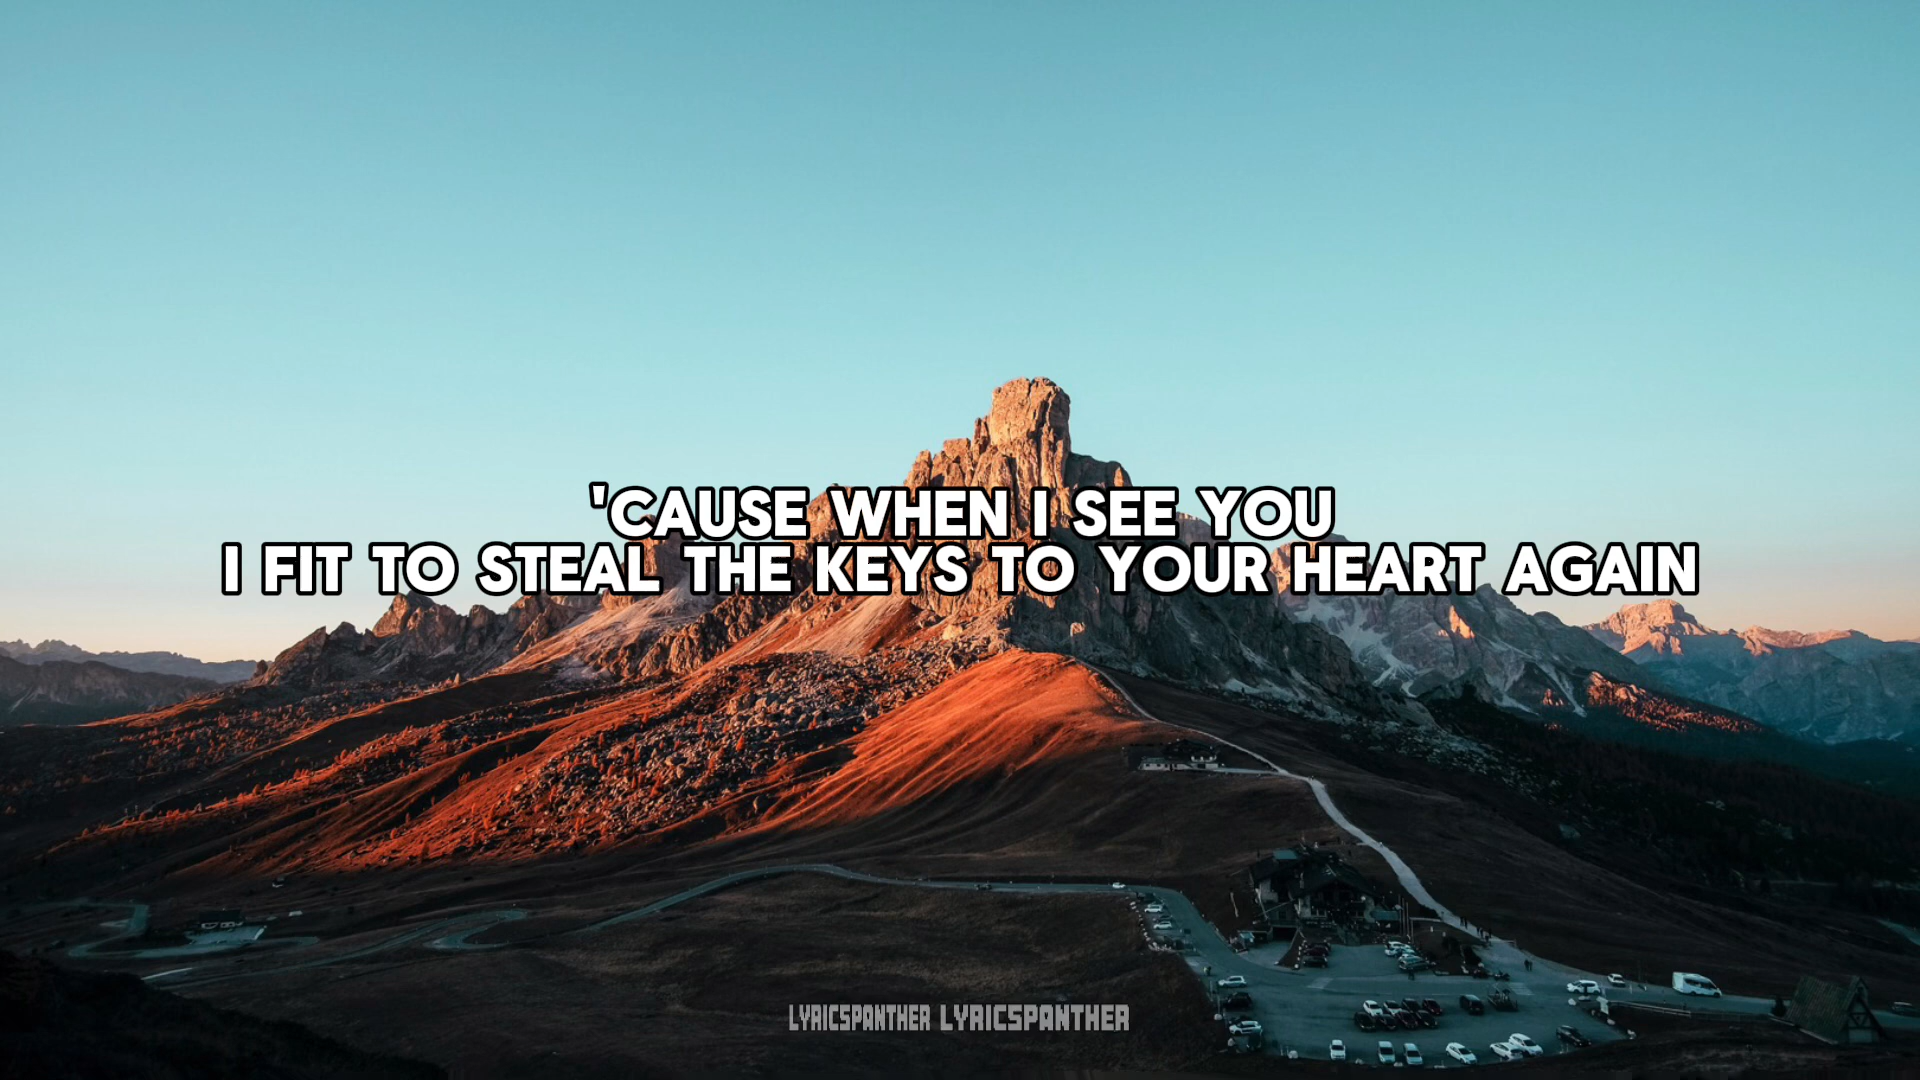 'CAUSE WHEN I SEE YOU
I FIT TO STEAL THE KEYS TO YOUR HEART AGAIN
LYRICSPANTHER LYRICSPANTHER